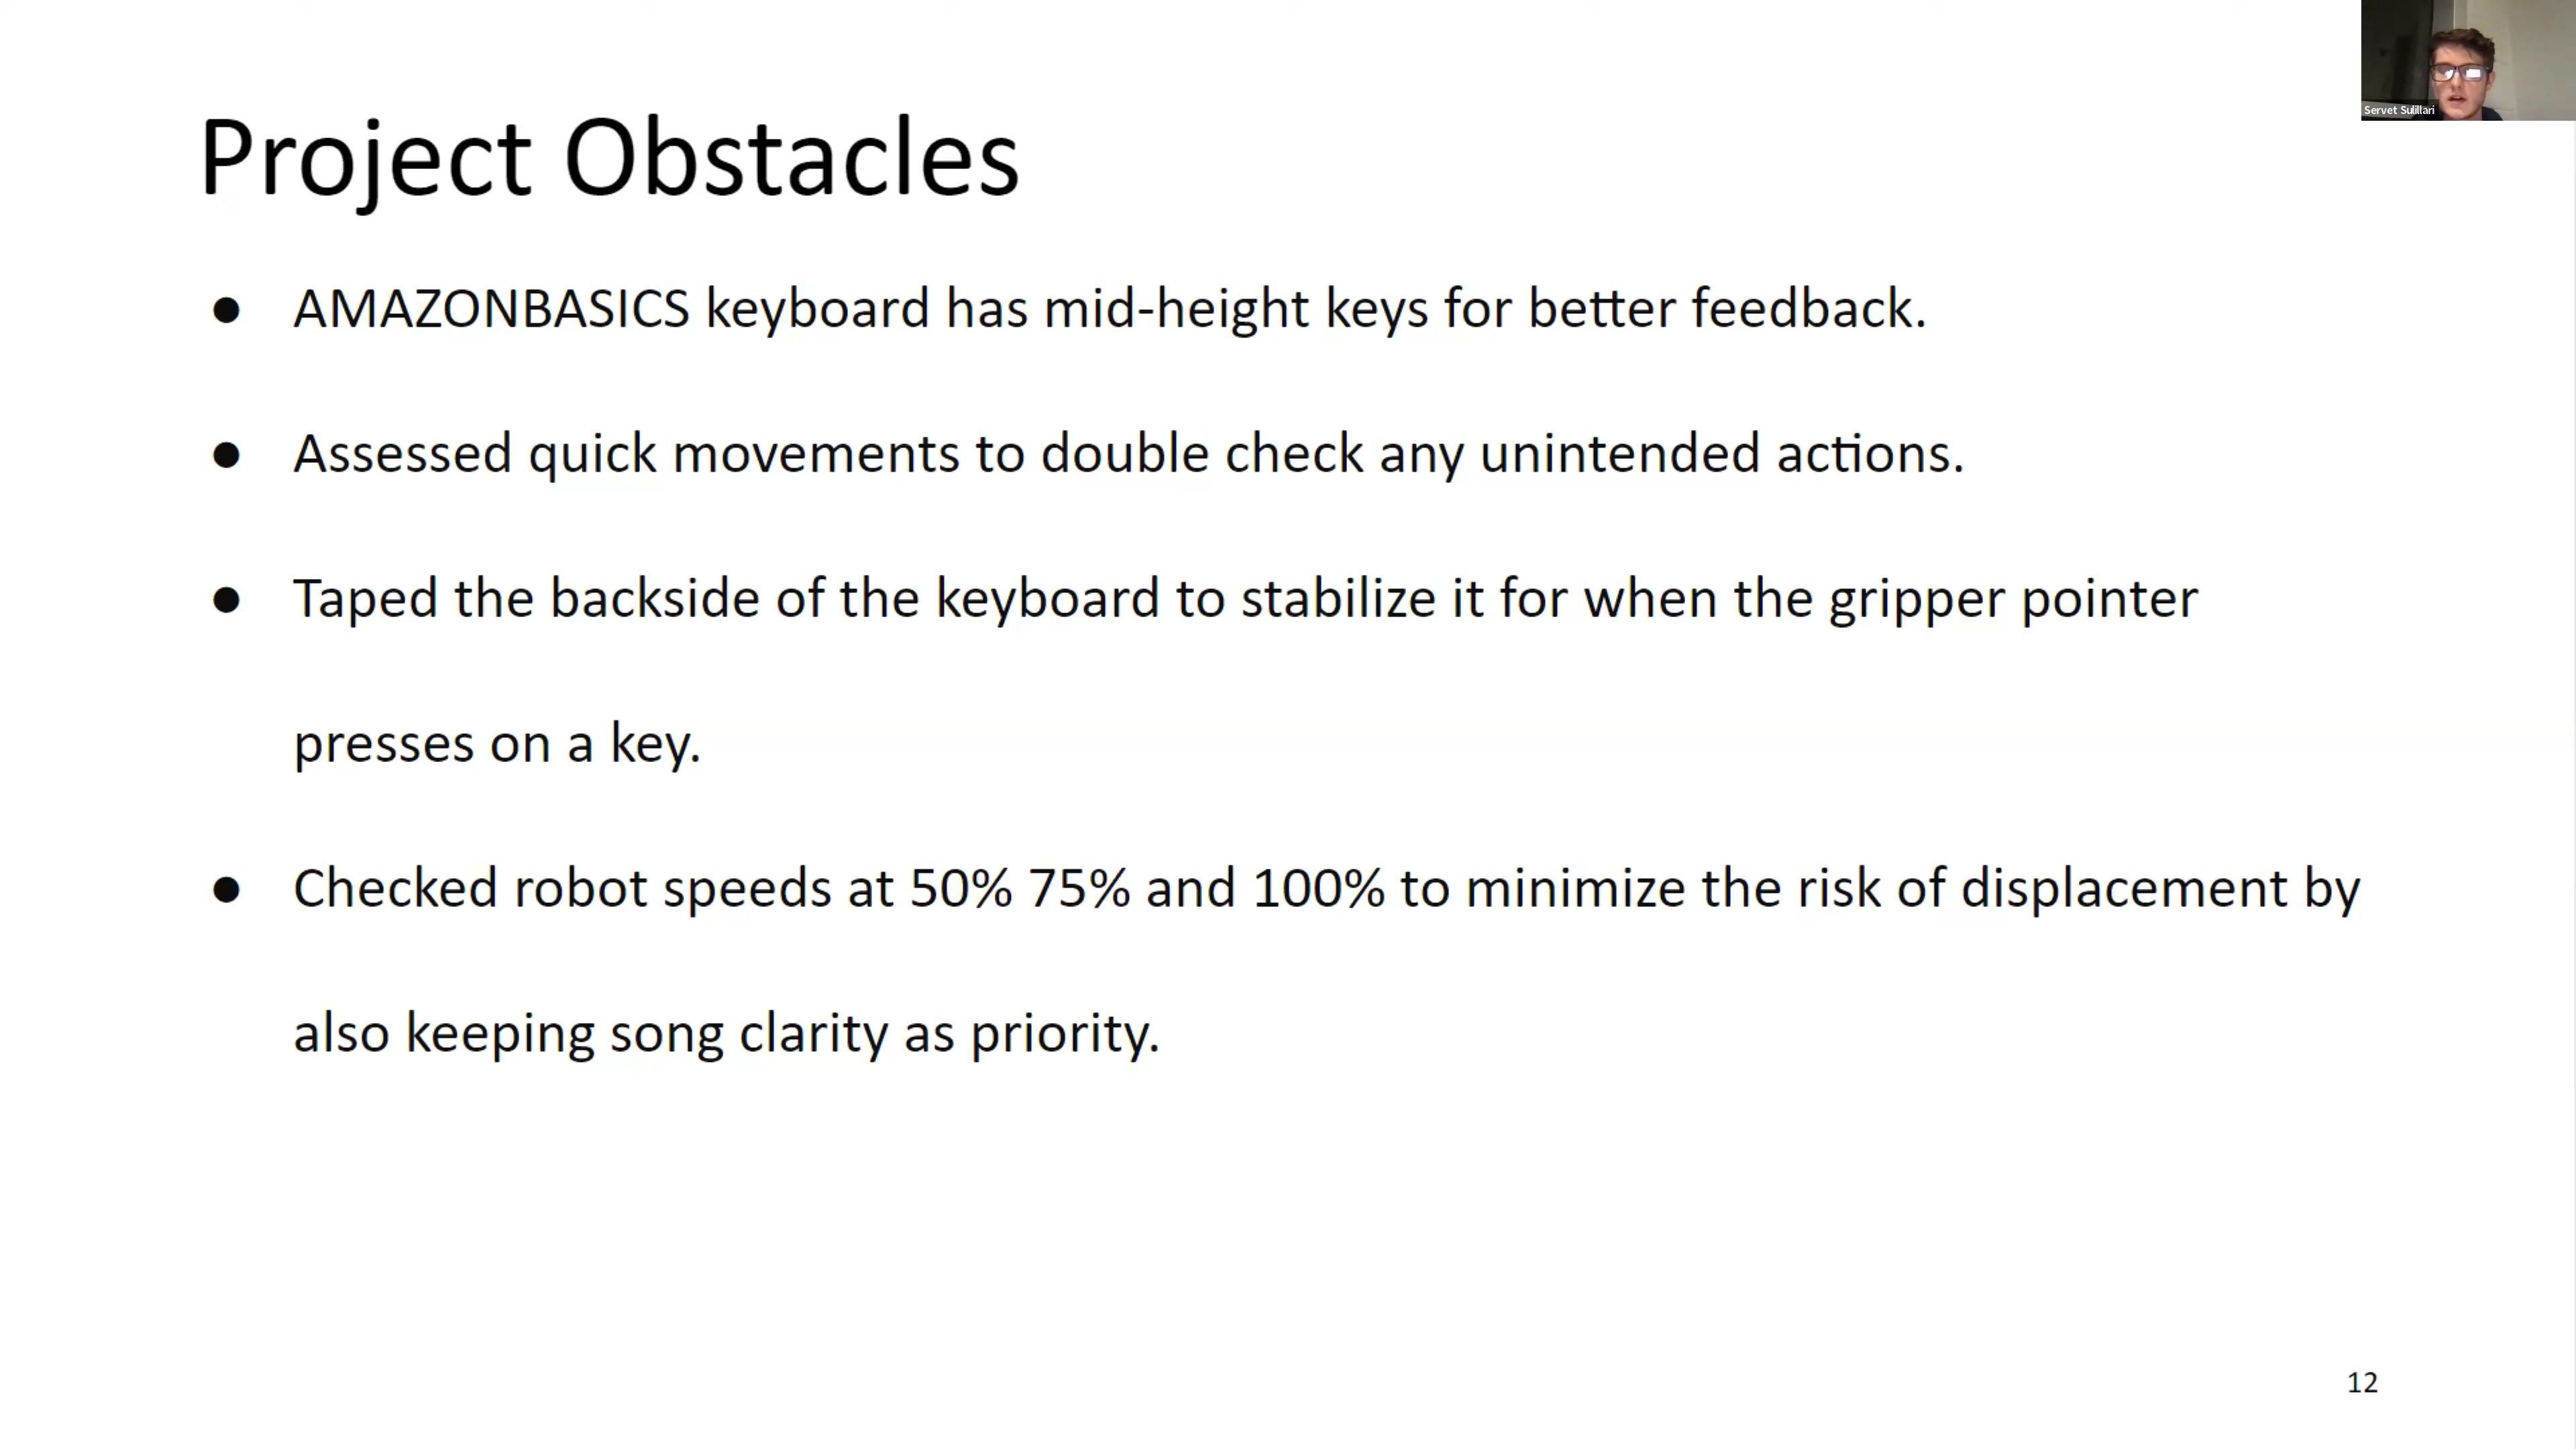 Servet Sulillari
Project Obstacles
● AMAZONBASICS keyboard has mid-height keys for better feedback.
● Assessed quick movements to double check any unintended actions.
● Taped the backside of the keyboard to stabilize it for when the gripper pointer
presses on a key.
● Checked robot speeds at 50% 75% and 100% to minimize the risk of displacement by
also keeping song clarity as priority.
12